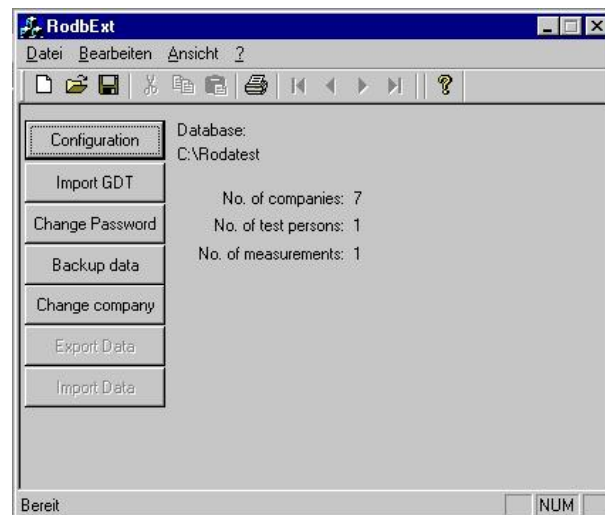 RodbExt
Datei Bearbeiten Ansicht ?
Configuration
Import GDT
Change Password
Backup data
Change company
Export Data
Import Data
Database:
C:\Rodatest
No. of companies: 7
No. of test persons: 1
No. of measurements: 1
Bereit
NUM